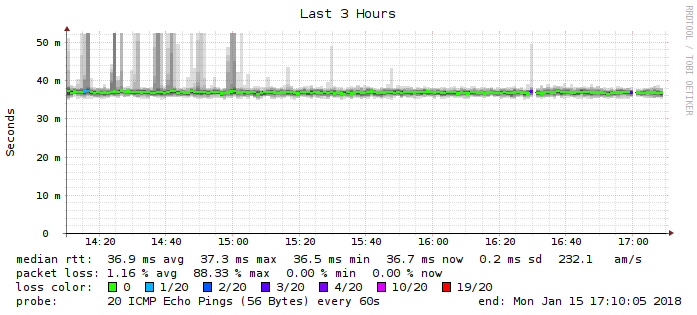 Last 3 Hours
RRDTOOL / TOBI OETIKER
Seconds
50 m
40 m
30 m
20 m
10 m
0
14:20 14:40 15:00 15:20 15:40 16:00 16:20 16:40 17:00
median rtt: 36.9 ms avg 37.3 ms max 36.5 ms min 36.7 ms now 0.2 ms sd 232.1 am/s
packet loss: 1.16 % avg 88.33 % max 0.00 % min 0.00 % now
loss color: 0 1/20 2/20 3/20 4/20 10/20 19/20
probe: 20 ICMP Echo Pings (56 Bytes) every 60s end: Mon Jan 15 17:10:05 2018